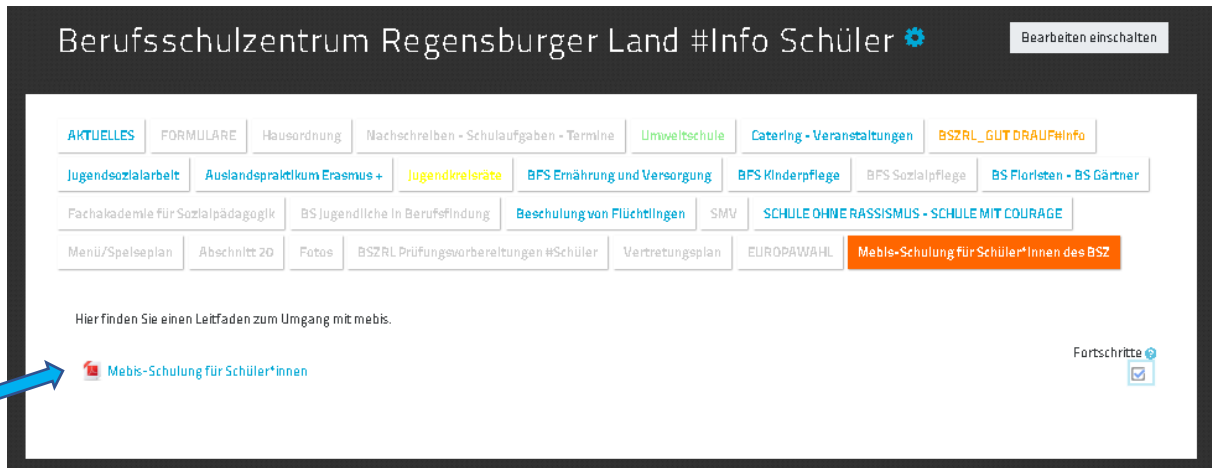 Berufsschulzentrum Regensburger Land #Info Schüler Bearbeiten einschalten
AKTUELLES FORMULARE Hausordnung Nachschreiben - Schulaufgaben - Termine Umweltschule Catering - Veranstaltungen BSZRL_GUT DRAUF#Info
Jugendsozialarbeit Auslandspraktikum Erasmus + Jugendkreisräte BFS Ernährung und Versorgung BFS Kinderpflege BFS Sozialpflege BS Floristen - BS Gärtner
Fachakademie für Sozialpädagogik BS Jugendliche in Berufsfindung Beschulung von Flüchtlingen SMV SCHULE OHNE RASSISMUS - SCHULE MIT COURAGE
Menü/Speiseplan Abschnitt 20 Fotos BSZRL Prüfungsvorbereitungen #Schüler Vertretungsplan EUROPAWAHL Mebis-Schulung für Schüler*innen des BSZ
Hier finden Sie einen Leitfaden zum Umgang mit mebis.
Fortschritte
Mebis-Schulung für Schüler*innen